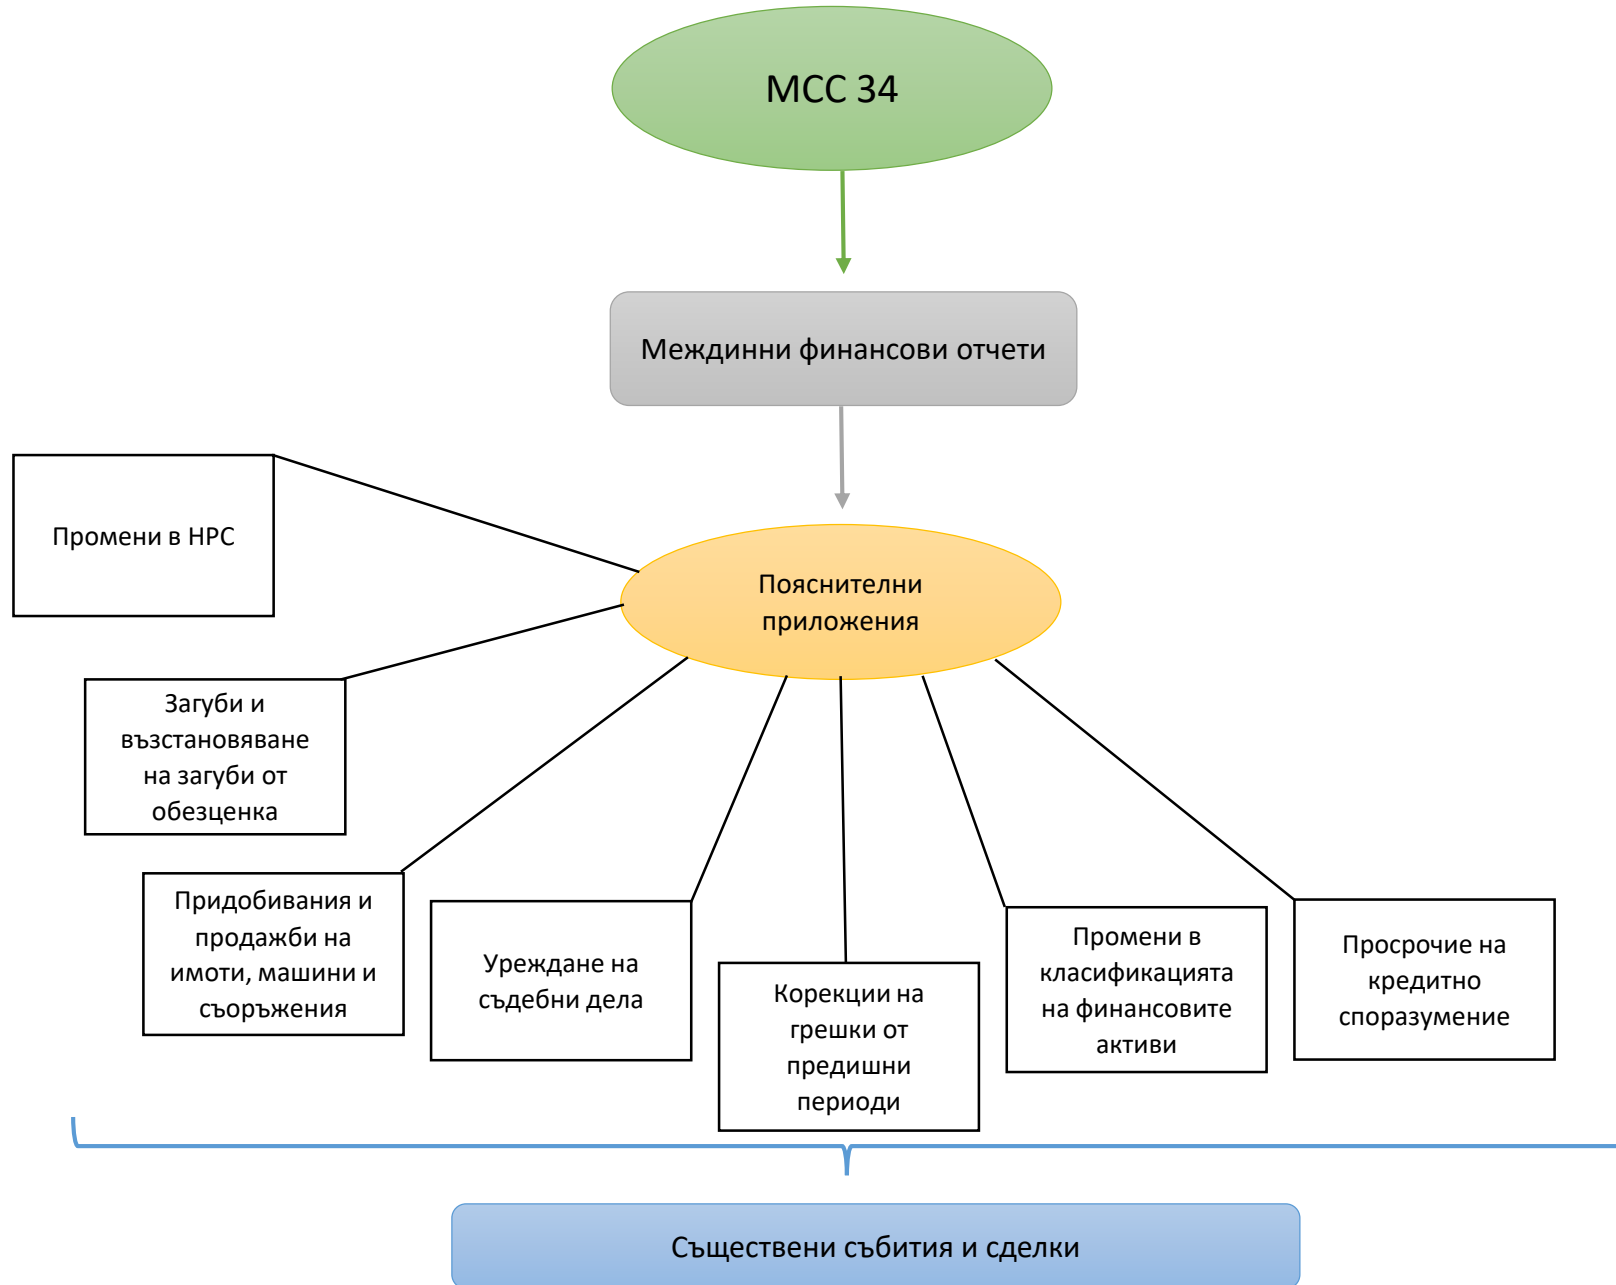 МСС 34
Междинни финансови отчети
Промени в НРС
Пояснителни
приложения
Загуби и
възстановяване
на загуби от
обезценка
Придобивания и
продажби на
имоти, машини и
съоръжения
Уреждане на
съдебни дела
Корекции на
грешки от
предишни
периоди
Промени в
класификацията
на финансовите
активи
Просрочие на
кредитно
споразумение
Съществени събития и сделки